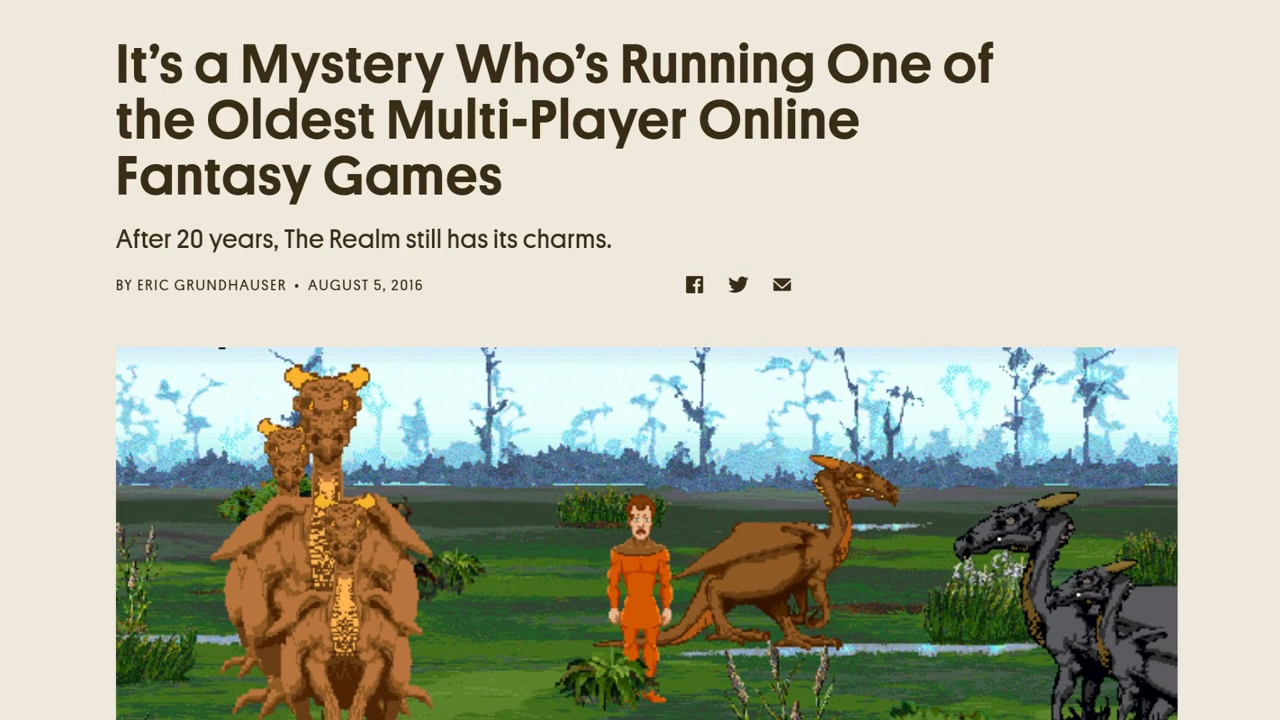 It’s a Mystery Who’s Running One of
the Oldest Multi-Player Online
Fantasy Games
After 20 years, The Realm still has its charms.
BY ERIC GRUNDHAUSER • AUGUST 5, 2016